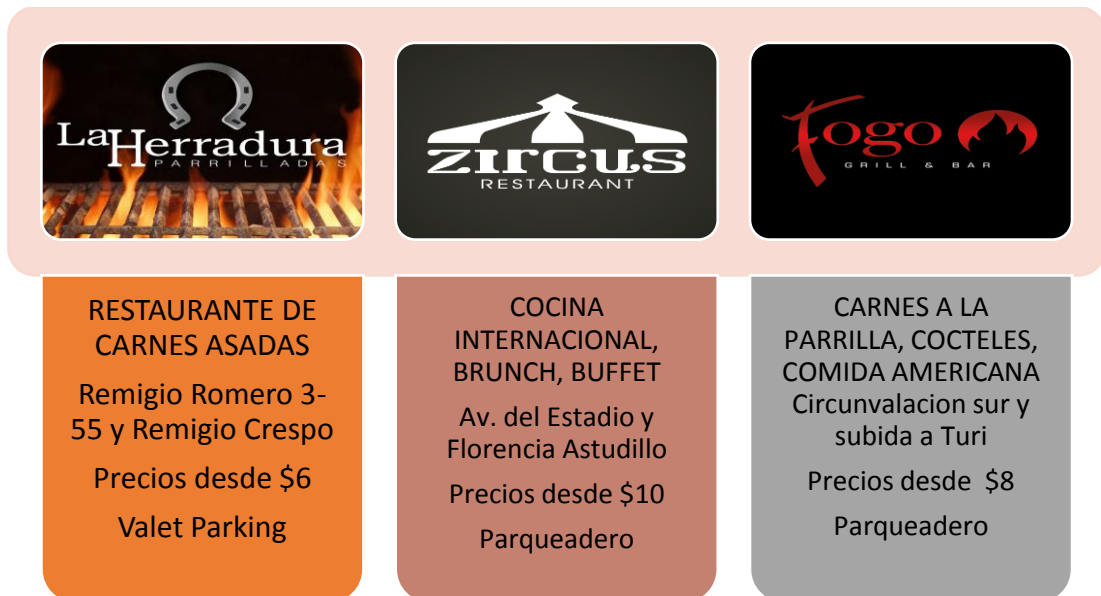 La Herradura
PARRILLADAS
zırcus
RESTAURANT
Fogo
GRILL & BAR
RESTAURANTE DE
CARNES ASADAS
Remigio Romero 3-
55 y Remigio Crespo
Precios desde $6
Valet Parking
COCINA
INTERNACIONAL,
BRUNCH, BUFFET
Av. del Estadio y
Florencia Astudillo
Precios desde $10
Parqueadero
CARNES A LA
PARRILLA, COCTELES,
COMIDA AMERICANA
Circunvalacion sur y
subida a Turi
Precios desde  $8
Parqueadero